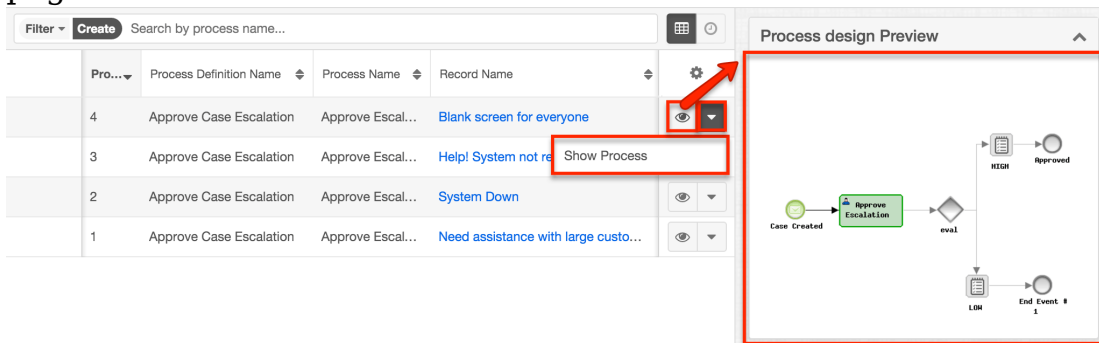 Filter Create Search by process name...
Process design Preview
Pro... Process Definition Name Process Name Record Name
4 Approve Case Escalation Approve Escal... Blank screen for everyone
3 Approve Case Escalation Approve Escal... Help! System not re
Show Process
2 Approve Case Escalation Approve Escal... System Down
1 Approve Case Escalation Approve Escal... Need assistance with large custo...
HIGH
Approved
Approve
Escalation
Case Created
eval
LOW
End Event #
1